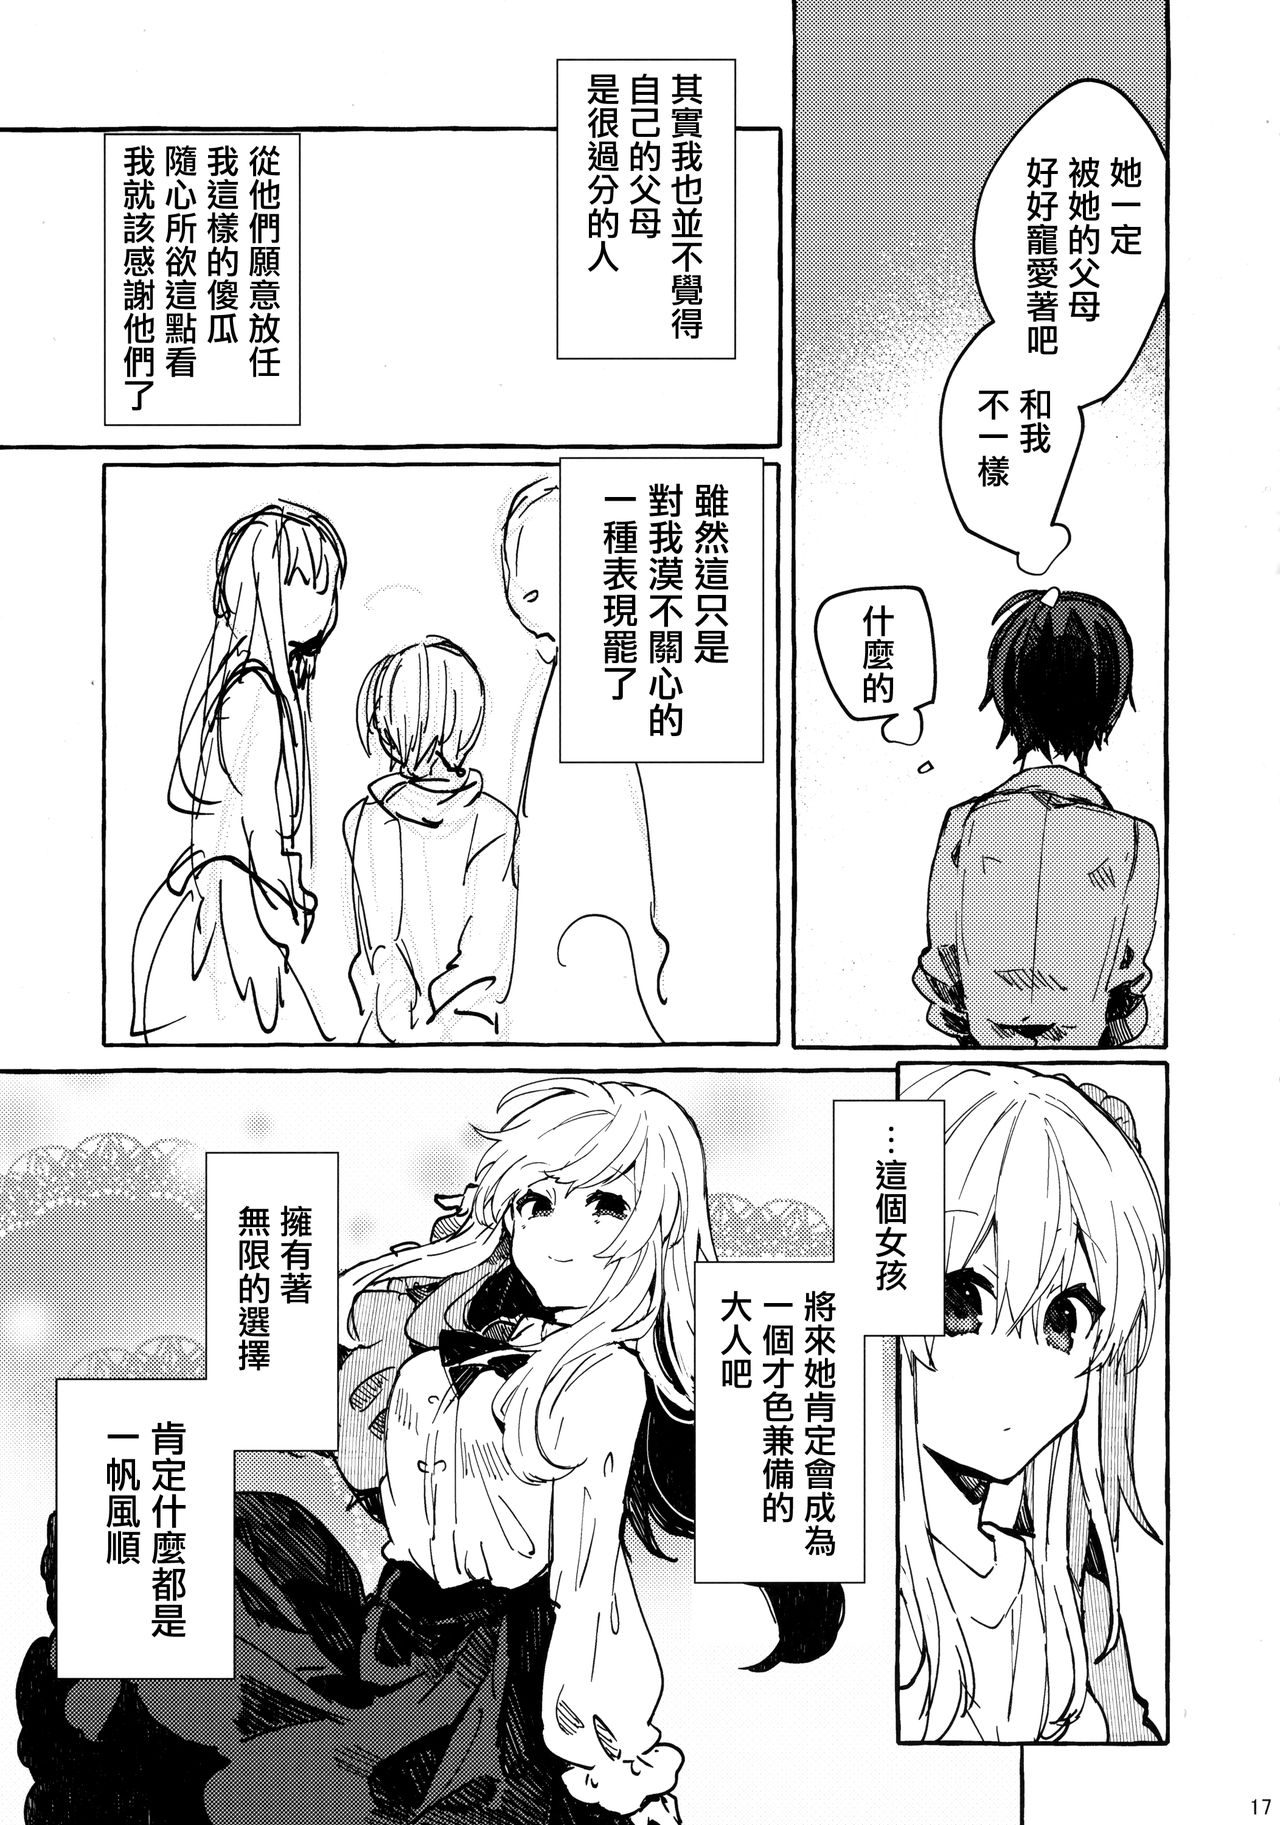 她一定
被她的父母
好好寵愛著吧
和我
不一樣
什麼的
其實我也並不覺得
自己的父母
是很過分的人
從他們願意放任
我這樣的傻瓜
隨心所欲這點看
我就該感謝他們了
雖然這只是
對我漠不關心的
一種表現罷了
…這個女孩
將來她肯定會成為
一個才色兼備的
大人吧
擁有著
無限的選擇
肯定什麼都是
一帆風順
17